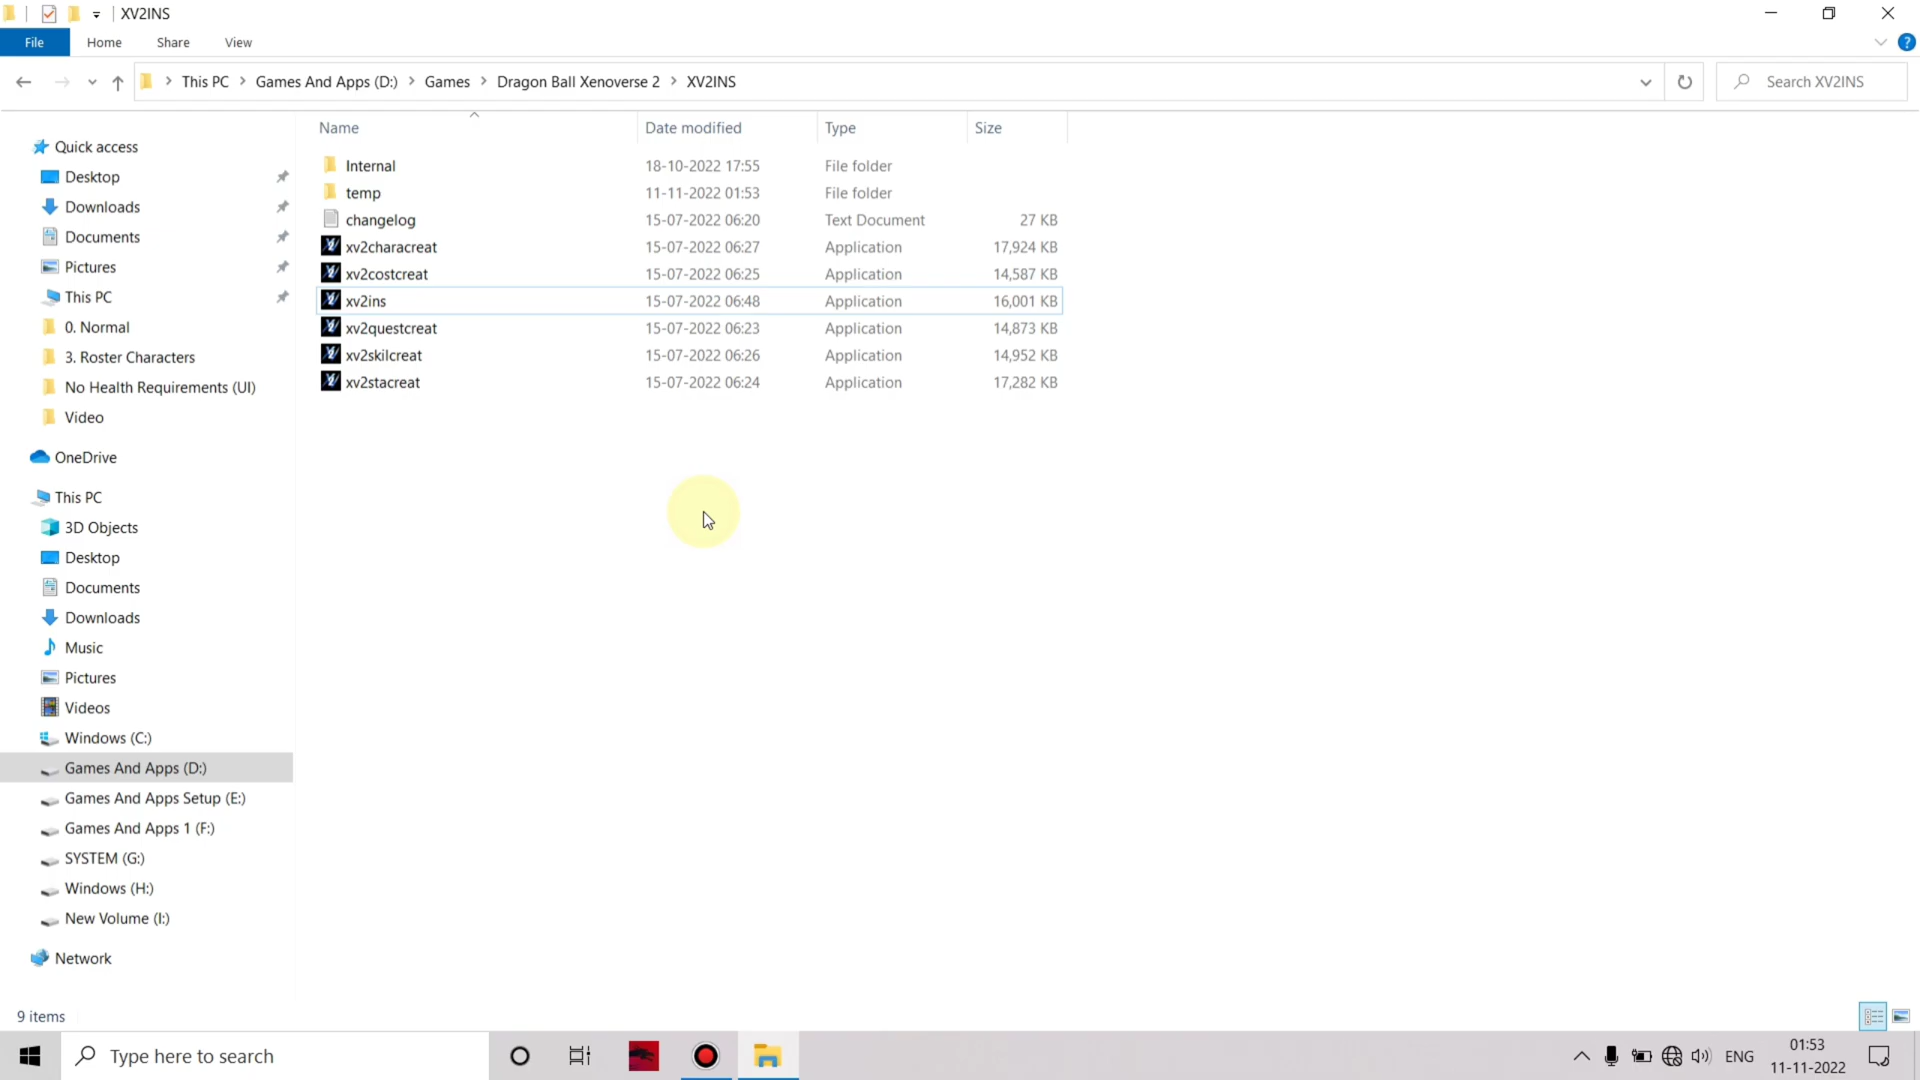 XV2INS
File Home Share View
This PC Games And Apps (D:) Games Dragon Ball Xenoverse 2 XV2INS Search XV2INS
Name Date modified Type Size
Internal 18-10-2022 17:55 File folder
temp 11-11-2022 01:53 File folder
changelog 15-07-2022 06:20 Text Document 27 KB
xv2characreat 15-07-2022 06:27 Application 17,924 KB
xv2costcreat 15-07-2022 06:25 Application 14,587 KB
xv2ins 15-07-2022 06:48 Application 16,001 KB
xv2questcreat 15-07-2022 06:23 Application 14,873 KB
xv2skilcreat 15-07-2022 06:26 Application 14,952 KB
xv2stacreat 15-07-2022 06:24 Application 17,282 KB
Quick access
Desktop
Downloads
Documents
Pictures
This PC
0. Normal
3. Roster Characters
No Health Requirements (UI)
Video
OneDrive
This PC
3D Objects
Desktop
Documents
Downloads
Music
Pictures
Videos
Windows (C:)
Games And Apps (D:)
Games And Apps Setup (E:)
Games And Apps 1 (F:)
SYSTEM (G:)
Windows (H:)
New Volume (I:)
Network
9 items
Type here to search
ENG
01:53
11-11-2022